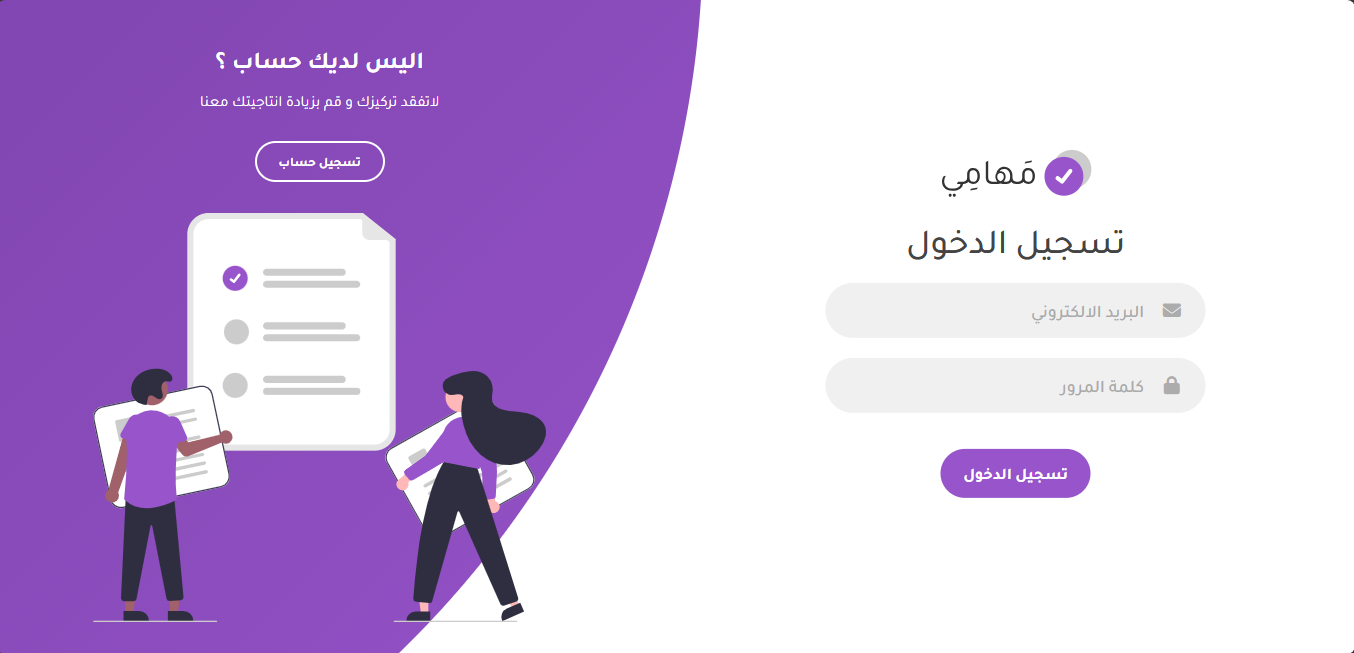 مَهامِي
تسجيل الدخول
البريد الالكتروني
كلمة المرور
تسجيل الدخول
اليس لديك حساب ؟
لاتفقد تركيزك و قم بزيادة انتاجيتك معنا
تسجيل حساب